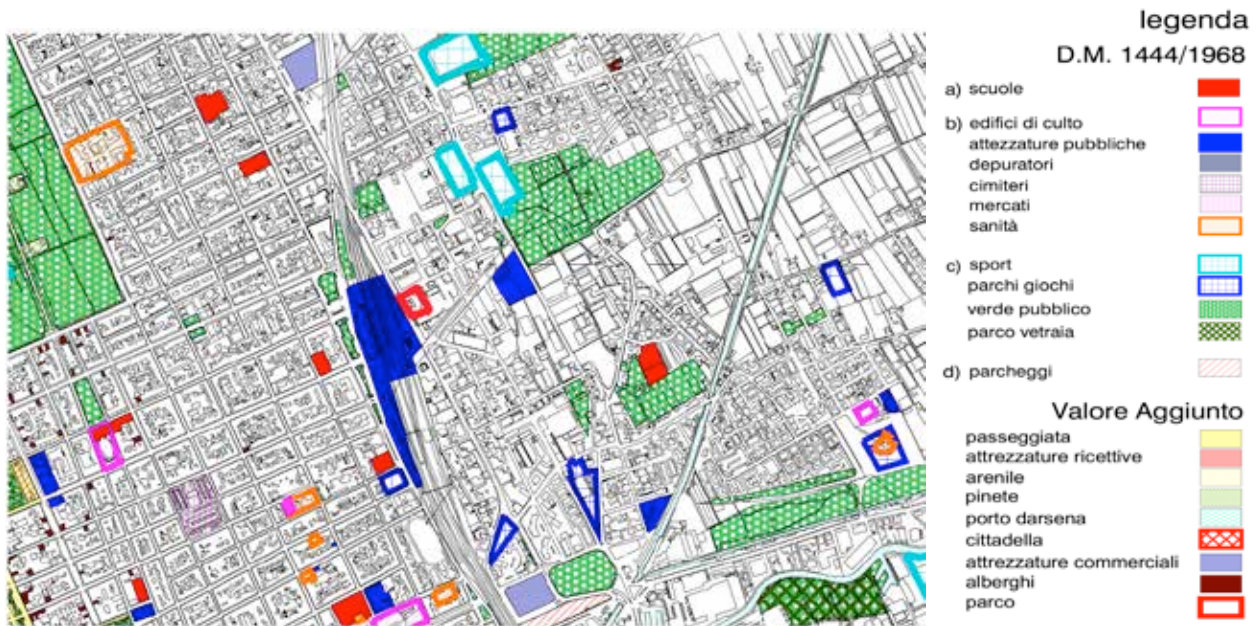 legenda
D.M. 1444/1968
a) scuole
b) edifici di culto
attezzature pubbliche
depuratori
cimiteri
mercati
sanità
c) sport
parchi giochi
verde pubblico
parco vetraia
d) parcheggi
Valore Aggiunto
passeggiata
attrezzature ricettive
arenile
pinete
porto darsena
cittadella
attrezzature commerciali
alberghi
parco